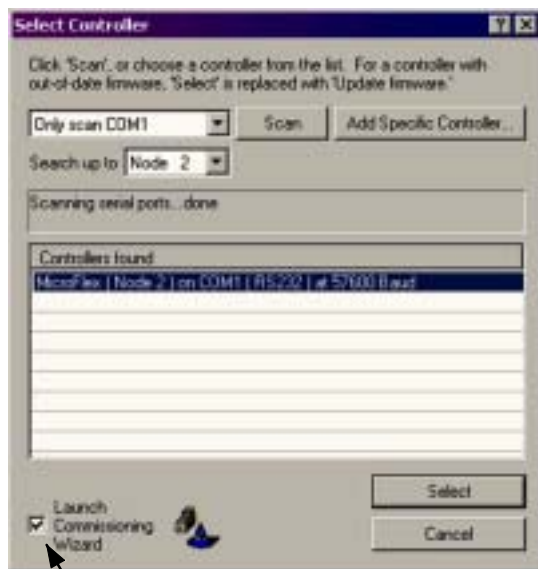 Select Controller
Click 'Scan', or choose a controller from the list. For a controller with
out-of-date firmware, 'Select' is replaced with 'Update firmware.'
Only scan COM1
Scan
Add Specific Controller...
Search up to Node 2
Scanning serial ports...done
Controllers found
MicroFlex ( Node 2 ) on COM1 ( RS232 ) at 57600 Baud
Select
Launch
Commissioning
Wizard
Cancel